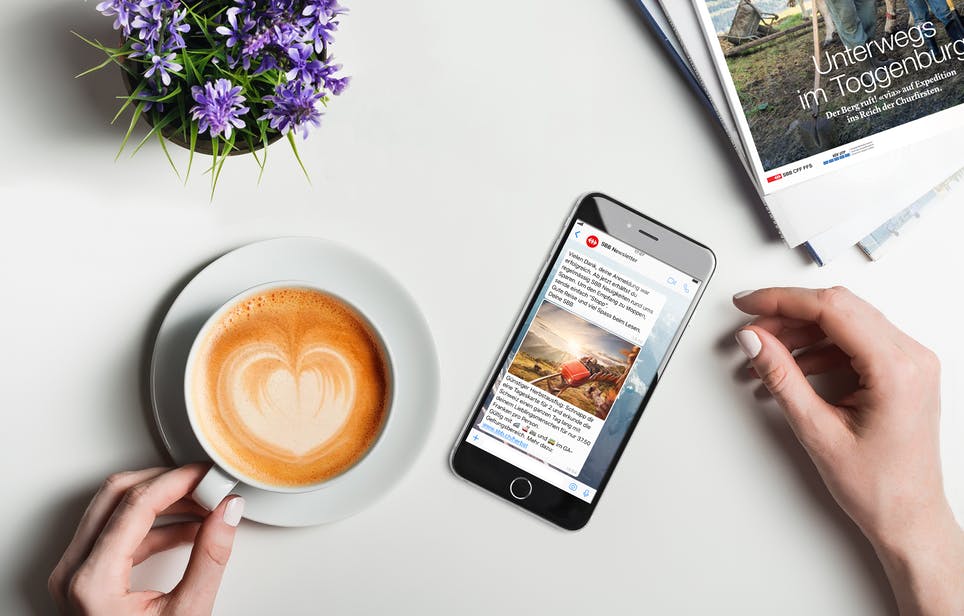 Unterwegs
im Toggenburg
Der Berg ruft! «via» auf Expedition
ins Reich der Churfirsten.
SBB CFF FFS
SBB Newsletter
Vielen Dank, deine Anmeldung war
erfolgreich. Ab jetzt erhältst du
regelmässig SBB Neuigkeiten rund ums
Sparen. Um den Empfang zu stoppen,
sende einfach "Stopp".
Gute Reise und viel Spass beim Lesen,
Deine SBB
Günstiger Herbstausflug: Schnapp dir
eine Tageskarte für 2 und erkunde die
Schweiz einen ganzen Tag lang mit
deinem Lieblingsmenschen für nur 37.50
Franken pro Person.
Gültig mit 🚅 🚢 🚌 und 🚋 im GA-
Geltungsbereich. Mehr dazu:
www.sbb.ch/herbst